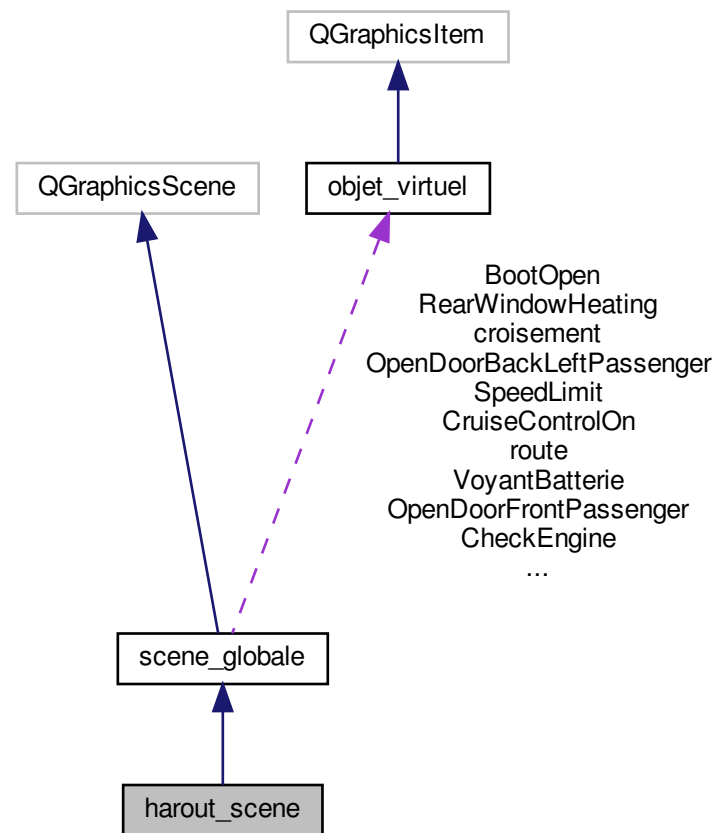 QGraphicsItem
QGraphicsScene
objet_virtuel
BootOpen
RearWindowHeating
croisement
OpenDoorBackLeftPassenger
SpeedLimit
CruiseControlOn
route
VoyantBatterie
OpenDoorFrontPassenger
CheckEngine
...
scene_globale
harout_scene